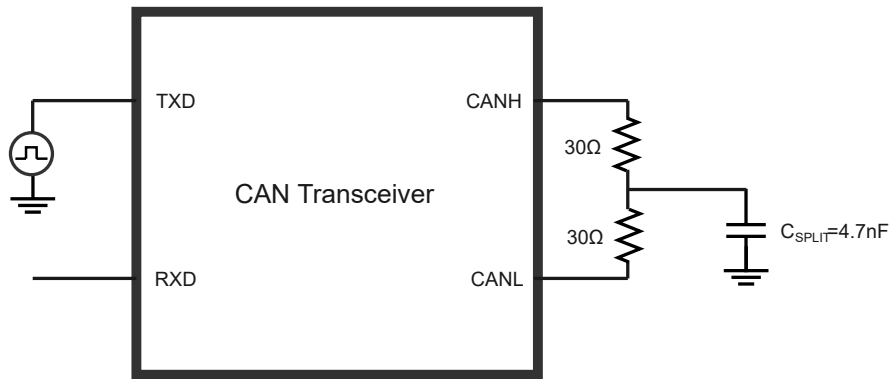 TXD
CANH
30Ω
CAN Transceiver
30Ω
C_SPLIT=4.7nF
RXD
CANL